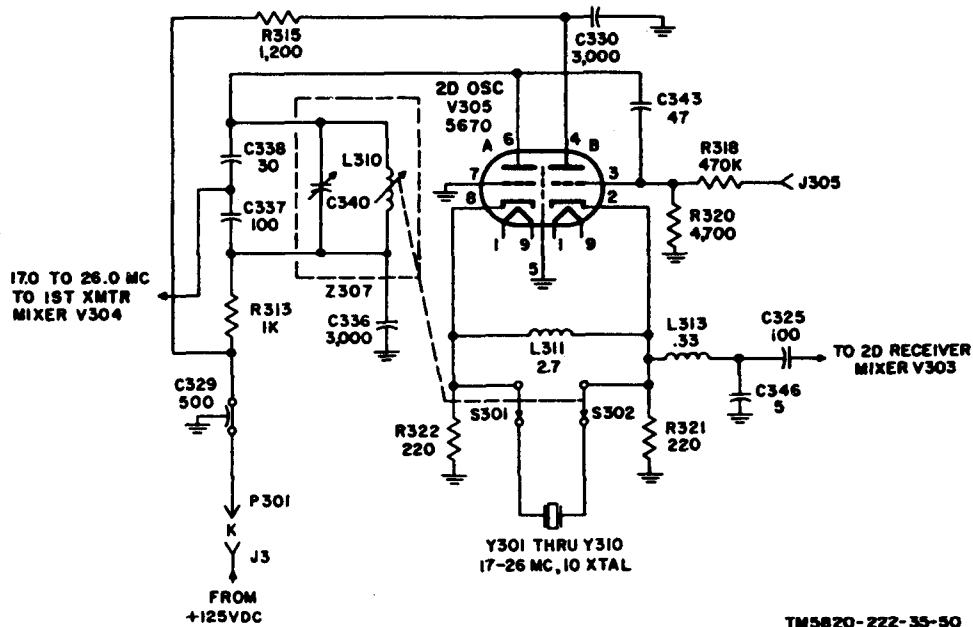 R315
1,200
C330
3,000
2D OSC
V305
5670
6
4
A
B
C343
47
C338
30
L310
C340
7
8
3
2
R318
470K
J305
C337
100
R320
4,700
1
9
1
9
5
17.0 TO 26.0 MC
TO 1ST XMTR
MIXER V304
R313
1K
Z307
C336
3,000
L311
2.7
L313
.33
C325
100
TO 2D RECEIVER
MIXER V303
C329
500
C346
5
S301
S302
R322
220
R321
220
P301
K
J3
Y301 THRU Y310
17-26 MC, 10 XTAL
FROM
+125VDC
TM5820-222-35-50